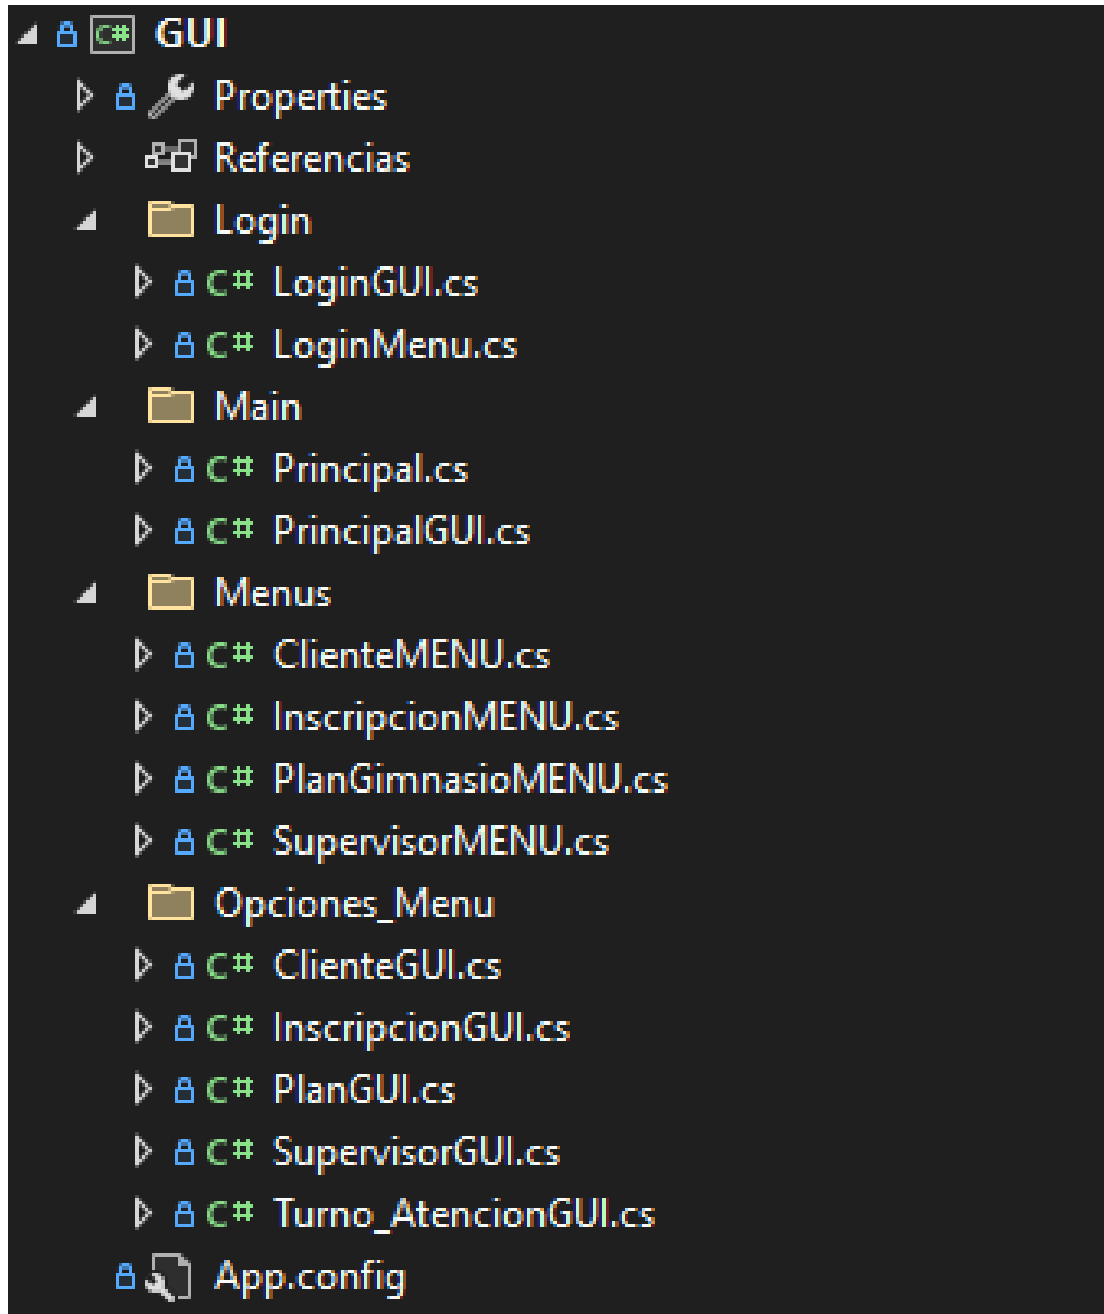 C# GUI
Properties
Referencias
Login
C# LoginGUI.cs
C# LoginMenu.cs
Main
C# Principal.cs
C# PrincipalGUI.cs
Menus
C# ClienteMENU.cs
C# InscripcionMENU.cs
C# PlanGimnasioMENU.cs
C# SupervisorMENU.cs
Opciones_Menu
C# ClienteGUI.cs
C# InscripcionGUI.cs
C# PlanGUI.cs
C# SupervisorGUI.cs
C# Turno_AtencionGUI.cs
App.config